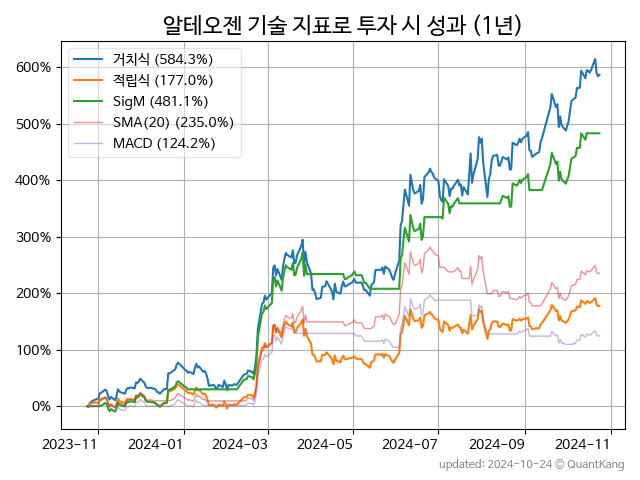 알테오젠 기술 지표로 투자 시 성과 (1년)
거치식 (584.3%)
적립식 (177.0%)
SigM (481.1%)
SMA(20) (235.0%)
MACD (124.2%)
600%
500%
400%
300%
200%
100%
0%
2023-11 2024-01 2024-03 2024-05 2024-07 2024-09 2024-11
updated: 2024-10-24 © QuantKang